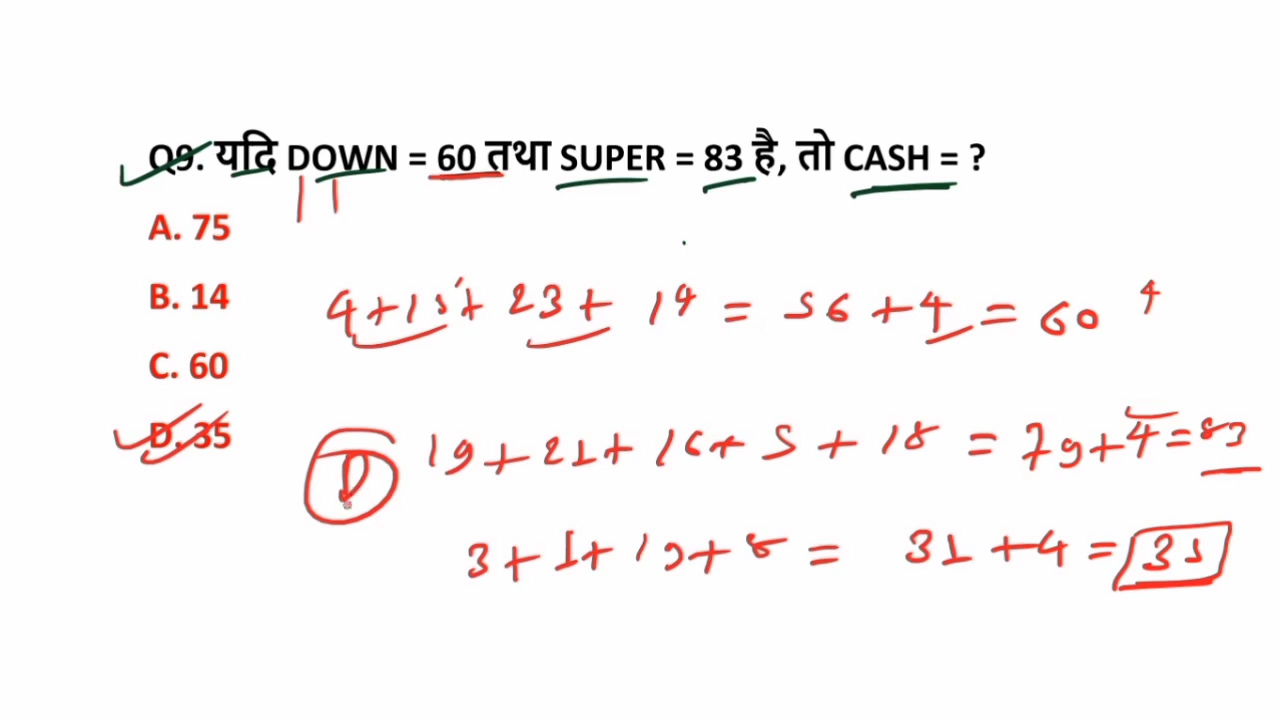 Q9. यदि DOWN = 60 तथा SUPER = 83 है, तो CASH = ?
A. 75
B. 14
4+15+23+14 = 56+4 = 60 4
C. 60
D. 35
D 19+21+16+5+18 = 79+4=83
3+1+19+8 = 31+4 = 35